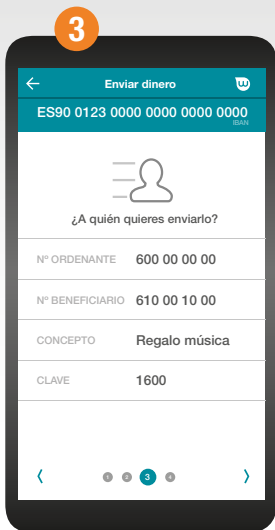 3
Enviar dinero
ES90 0123 0000 0000 0000 0000
IBAN
¿A quién quieres enviarlo?
Nº ORDENANTE 600 00 00 00
Nº BENEFICIARIO 610 00 10 00
CONCEPTO Regalo música
CLAVE 1600
1 2 3 4